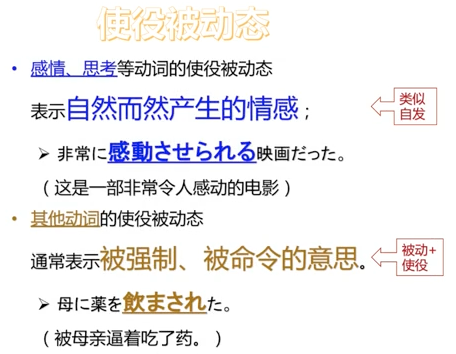 使役被动态
• 感情、思考等动词的使役被动态
表示自然而然产生的情感；
类似
自发
➢ 非常に感動させられる映画だった。
（这是一部非常令人感动的电影）
• 其他动词的使役被动态
通常表示被强制、被命令的意思。
被动+
使役
➢ 母に薬を飲まされた。
（被母亲逼着吃了药。）